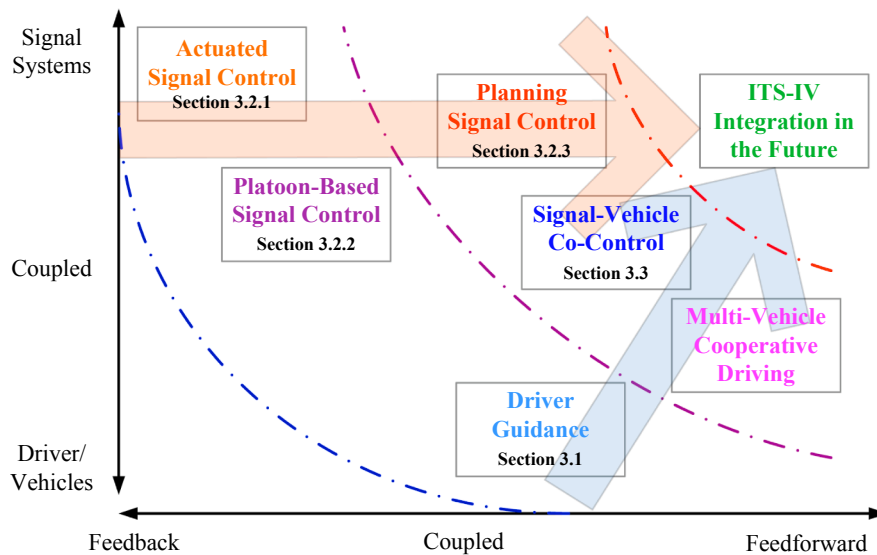 Signal
Systems
Actuated
Signal Control
Section 3.2.1
Planning
Signal Control
Section 3.2.3
ITS-IV
Integration in
the Future
Platoon-Based
Signal Control
Section 3.2.2
Signal-Vehicle
Co-Control
Section 3.3
Coupled
Multi-Vehicle
Cooperative
Driving
Driver
Guidance
Section 3.1
Driver/
Vehicles
Feedback
Coupled
Feedforward